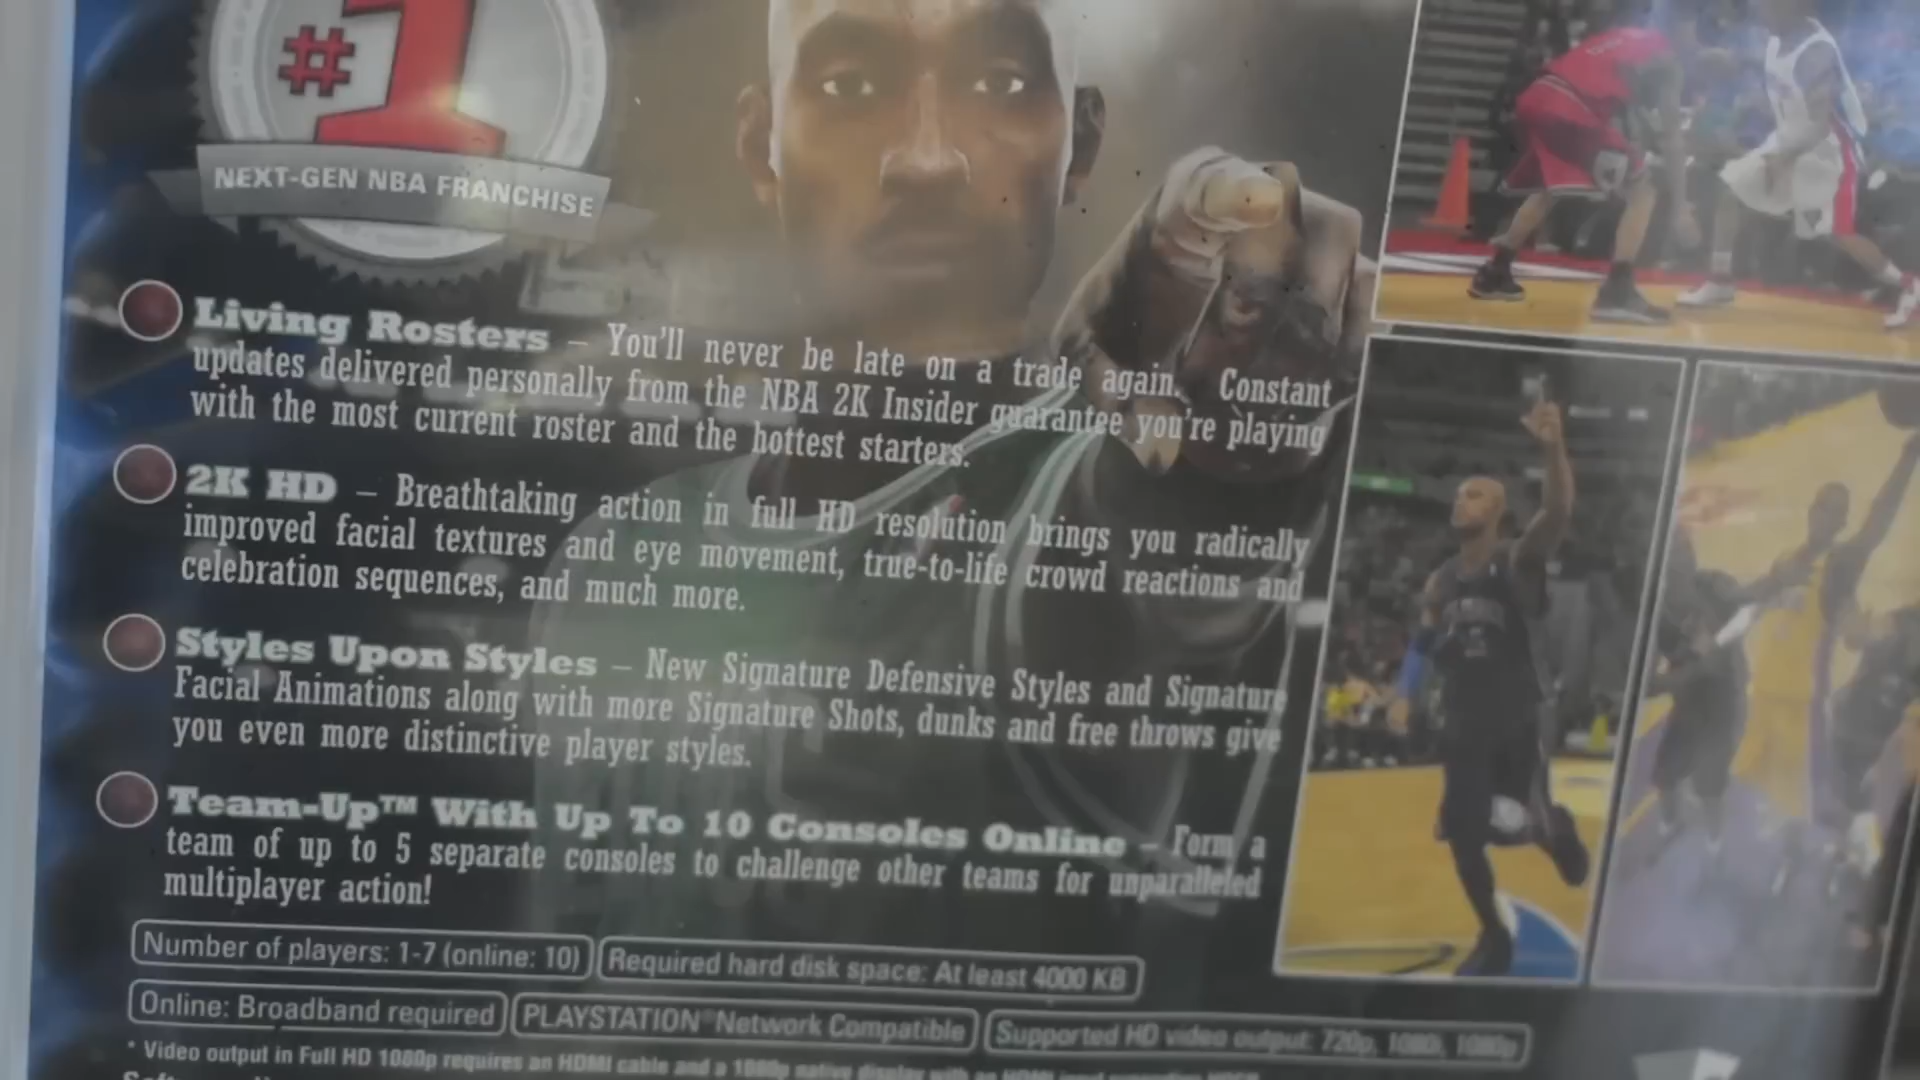 #1
NEXT-GEN NBA FRANCHISE
Living Rosters – You'll never be late on a trade again. Constant
updates delivered personally from the NBA 2K Insider guarantee you're playing
with the most current roster and the hottest starters.
2K HD – Breathtaking action in full HD resolution brings you radically
improved facial textures and eye movement, true-to-life crowd reactions and
celebration sequences, and much more.
Styles Upon Styles – New Signature Defensive Styles and Signature
Facial Animations along with more Signature Shots, dunks and free throws give
you even more distinctive player styles.
Team-Up™ With Up To 10 Consoles Online – Form a
team of up to 5 separate consoles to challenge other teams for unparalleled
multiplayer action!
Number of players: 1-7 (online: 10) Required hard disk space: At least 4000 KB
Online: Broadband required PLAYSTATION®Network Compatible Supported HD video output: 720p, 1080i, 1080p
* Video output in Full HD 1080p requires an HDMI cable and a 1080p native display with an HDMI input